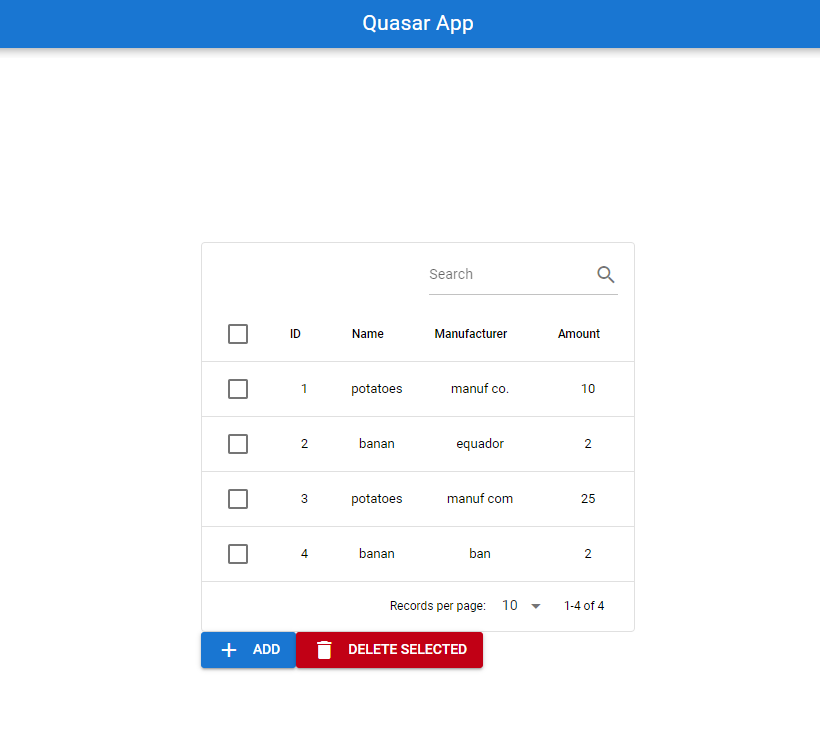 Quasar App
Search
ID Name Manufacturer Amount
1 potatoes manuf co. 10
2 banan equador 2
3 potatoes manuf com 25
4 banan ban 2
Records per page: 10 1-4 of 4
ADD DELETE SELECTED